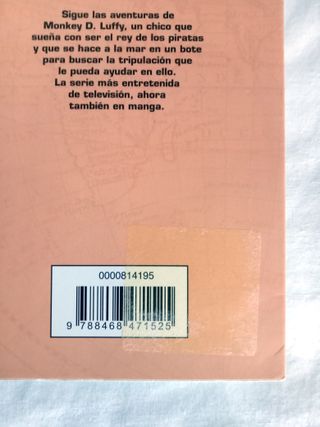 Sigue las aventuras de
Monkey D. Luffy, un chico que
sueña con ser el rey de los piratas
y que se hace a la mar en un bote
para buscar la tripulación que
le pueda ayudar en ello.
La serie más entretenida
de televisión, ahora
también en manga.
0000814195
9 788468 471525